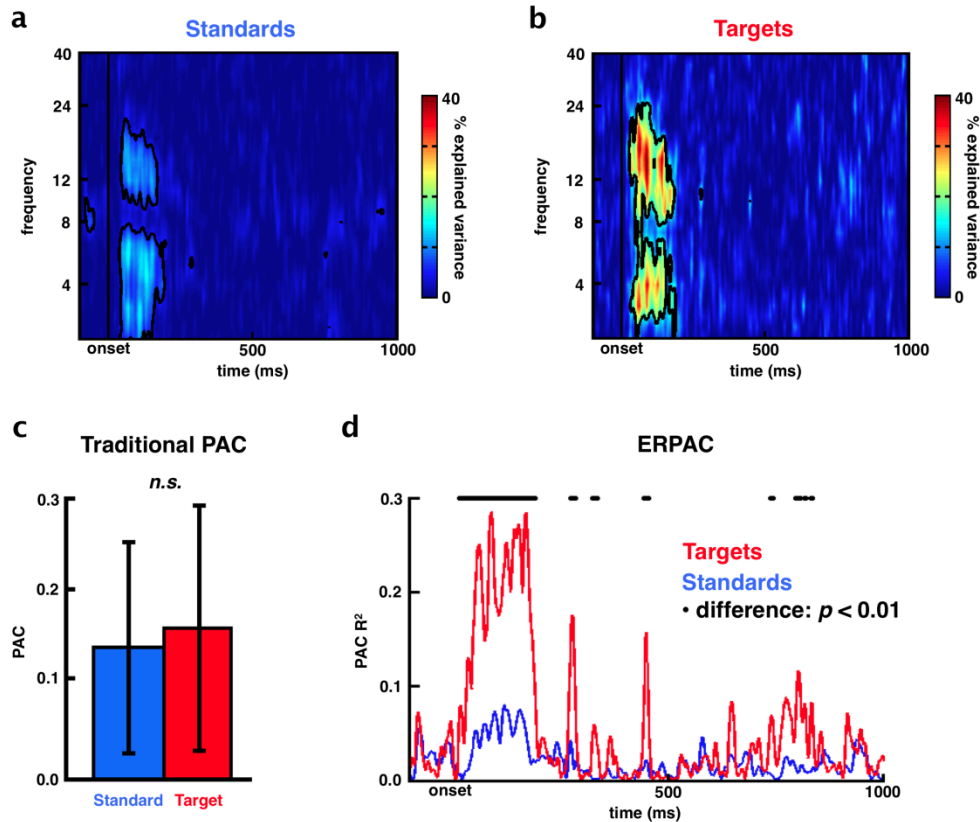 a
Standards
40
24
12
8
4
frequency
onset
500
1000
time (ms)
40
0
% explained variance
b
Targets
40
24
12
8
4
frequency
onset
500
1000
time (ms)
40
0
% explained variance
c
Traditional PAC
n.s.
0.3
0.2
0.1
0.0
PAC
Standard
Target
d
ERPAC
0.3
0.2
0.1
0.0
PAC R²
Targets
Standards
• difference: p < 0.01
onset
500
1000
time (ms)